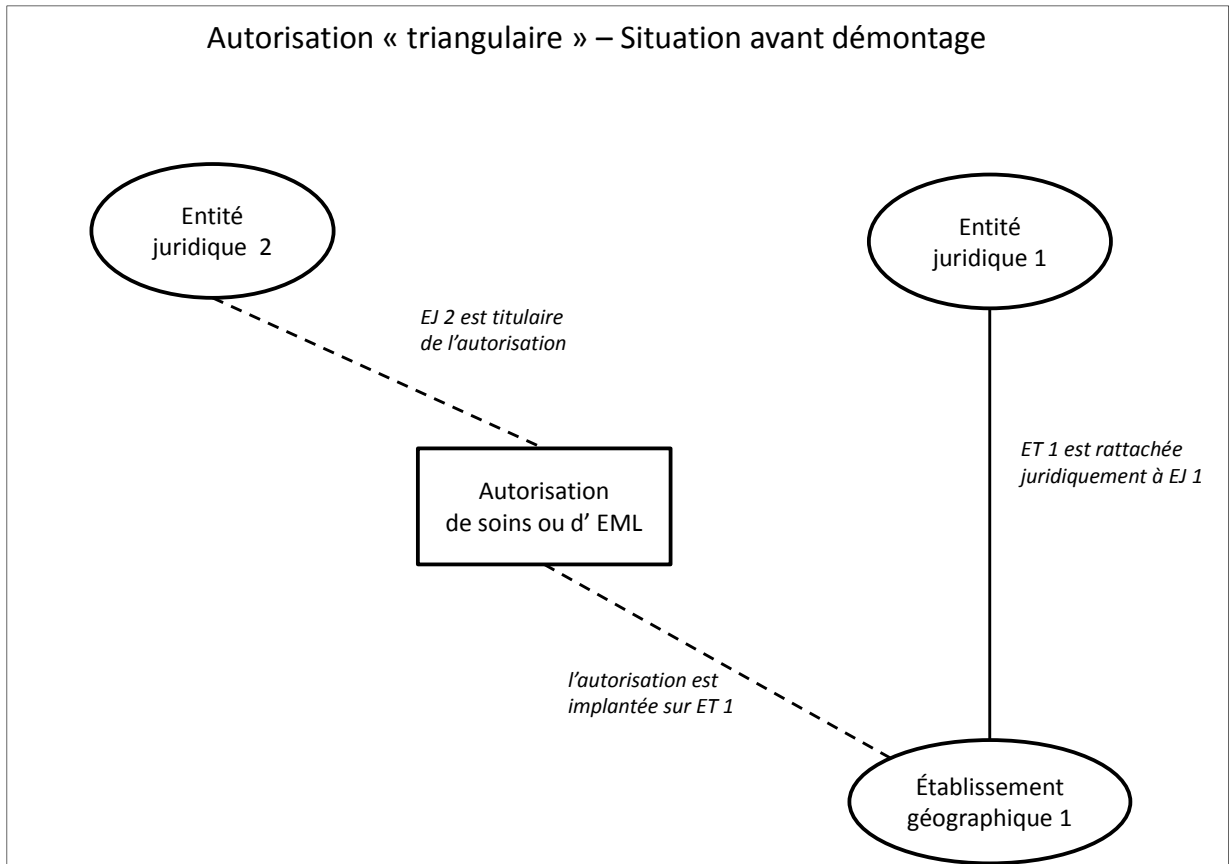 Autorisation « triangulaire » – Situation avant démontage
Entité
juridique 2
Entité
juridique 1
EJ 2 est titulaire
de l’autorisation
ET 1 est rattachée
juridiquement à EJ 1
Autorisation
de soins ou d’ EML
l’autorisation est
implantée sur ET 1
Établissement
géographique 1